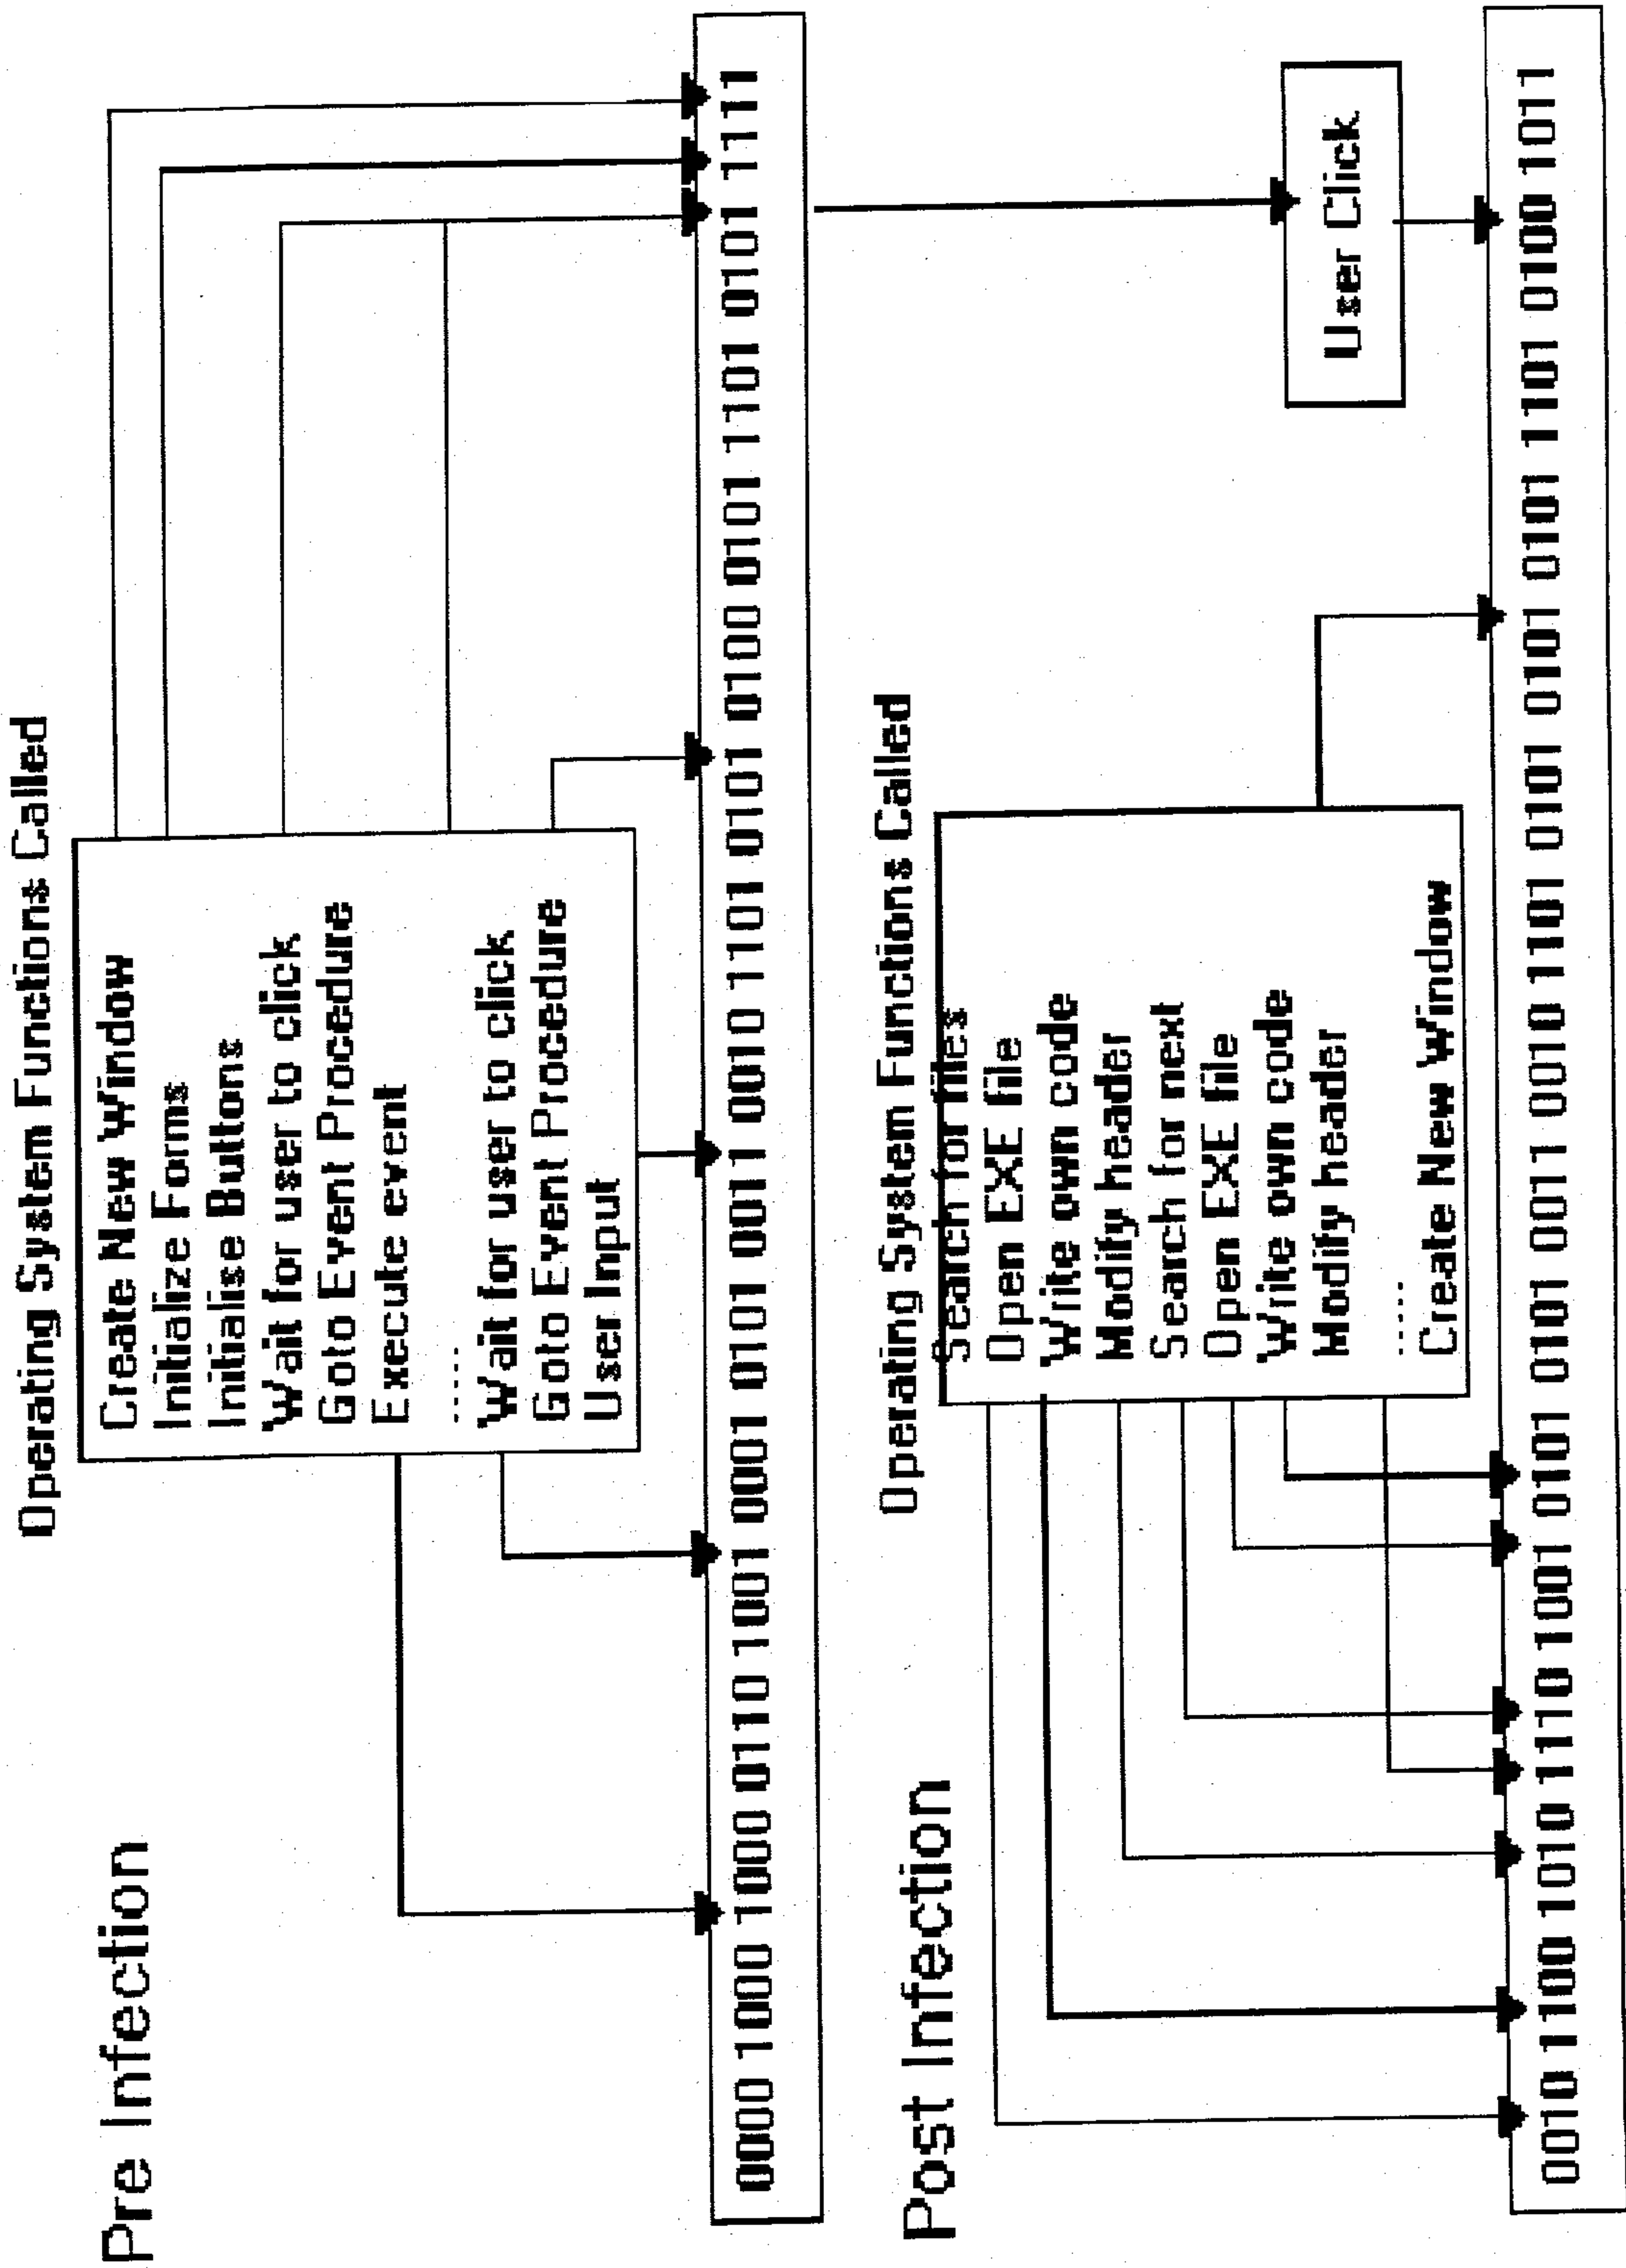 Pre Infection
Operating System Functions Called
Create New Window
Initialize Forms
Initialise Buttons
Wait for user to click
Goto Event Procedure
Execute event
.....
Wait for user to click
Goto Event Procedure
User Input
0000 1000 1000 0110 1001 0001 0101 0011 0010 1101 0101 0100 0101 1101 0101 1111
Post Infection
Operating System Functions Called
Search for files
Open EXE file
Write own code
Modify header
Search for next
Open EXE file
Write own code
Modify header
.....
Create New Window
User Click
0010 1100 1010 1110 1001 0101 0101 0011 0010 1101 0101 0101 0101 1101 0100 1011